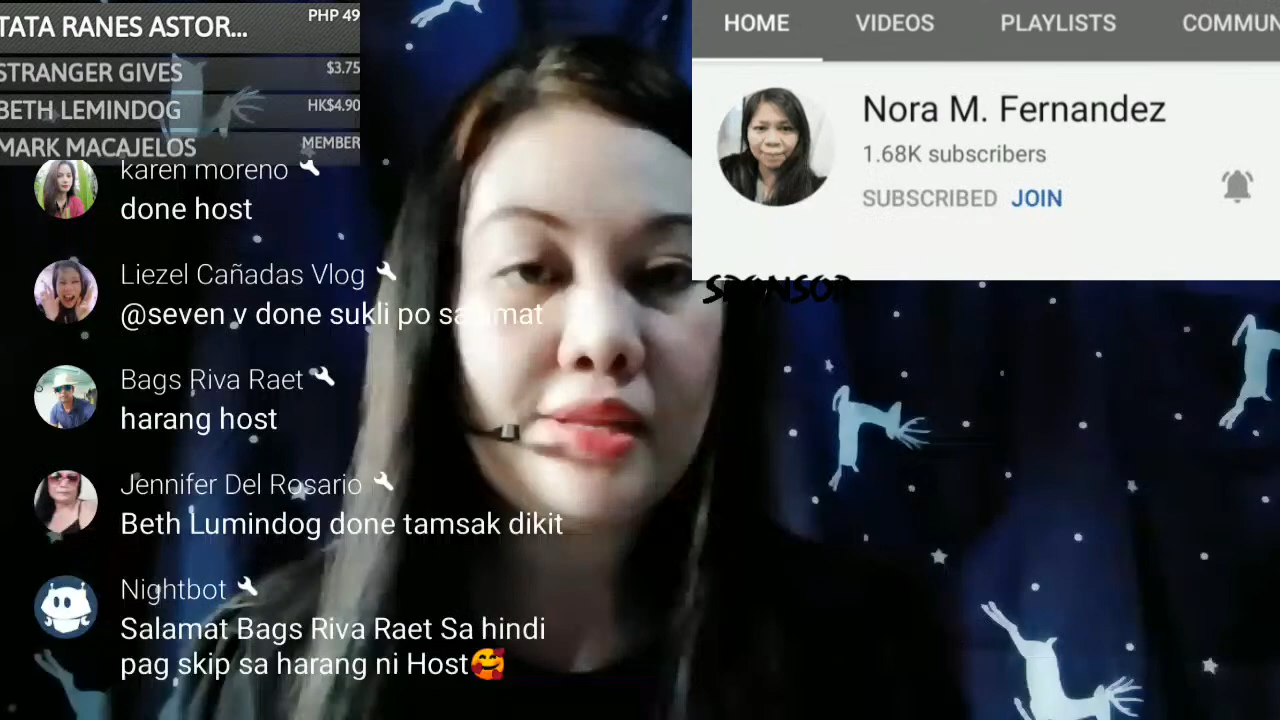 TATA RANES ASTOR... PHP 49
STRANGER GIVES $3.75
BETH LEMINDOG HK$4.90
MARK MACAJELOS MEMBER
karen moreno
done host
Liezel Cañadas Vlog
@seven v done sukli po salamat
Bags Riva Raet
harang host
Jennifer Del Rosario
Beth Lumindog done tamsak dikit
Nightbot
Salamat Bags Riva Raet Sa hindi
pag skip sa harang ni Host🥰
HOME VIDEOS PLAYLISTS COMMUN
Nora M. Fernandez
1.68K subscribers
SUBSCRIBED JOIN
SPONSOR